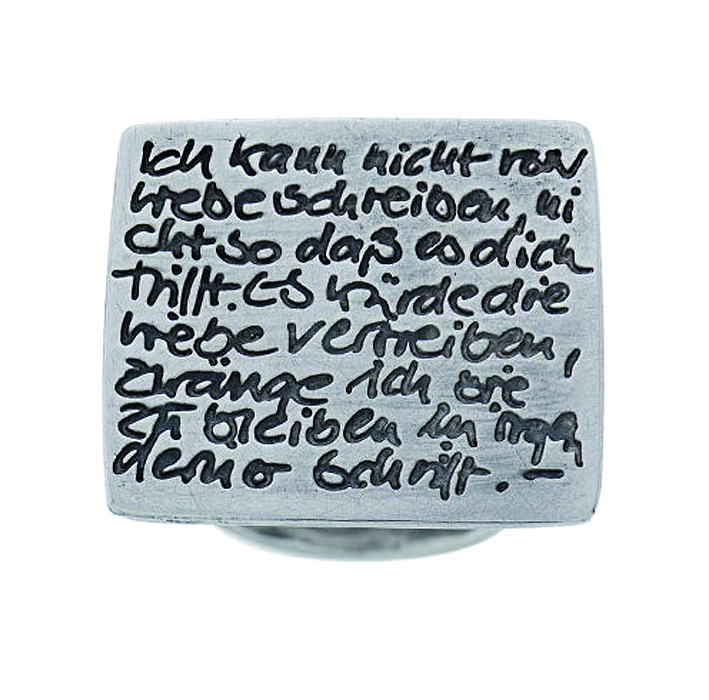 Ich kann nicht von
liebe schreiben, ni
cht so daß es dich
trifft. Es würde die
liebe vertreiben,
zwänge ich sie
zu bleiben in
schrift. –